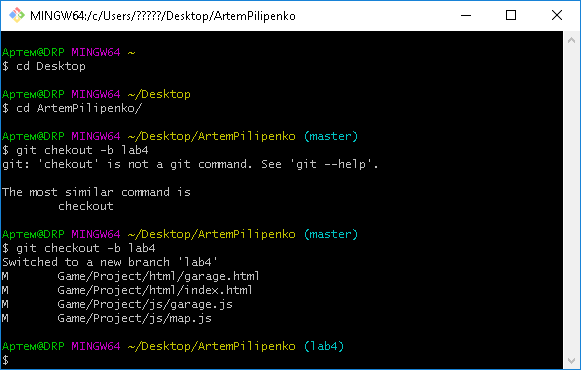 MINGW64:/c/Users/?????/Desktop/ArtemPilipenko
Артем@DRP MINGW64 ~
$ cd Desktop
Артем@DRP MINGW64 ~/Desktop
$ cd ArtemPilipenko/
Артем@DRP MINGW64 ~/Desktop/ArtemPilipenko (master)
$ git chekout -b lab4
git: 'chekout' is not a git command. See 'git --help'.
The most similar command is
checkout
Артем@DRP MINGW64 ~/Desktop/ArtemPilipenko (master)
$ git checkout -b lab4
Switched to a new branch 'lab4'
M Game/Project/html/garage.html
M Game/Project/html/index.html
M Game/Project/js/garage.js
M Game/Project/js/map.js
Артем@DRP MINGW64 ~/Desktop/ArtemPilipenko (lab4)
$